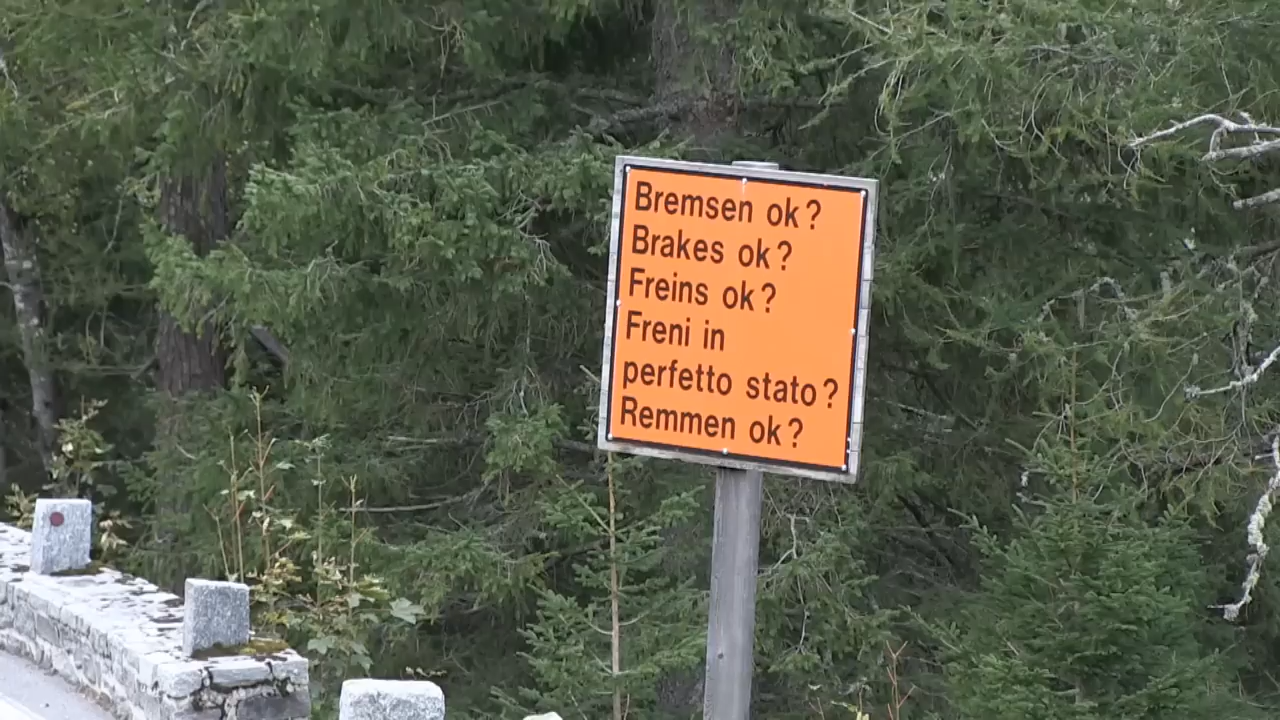 Bremsen ok?
Brakes ok?
Freins ok?
Freni in
perfetto stato?
Remmen ok?